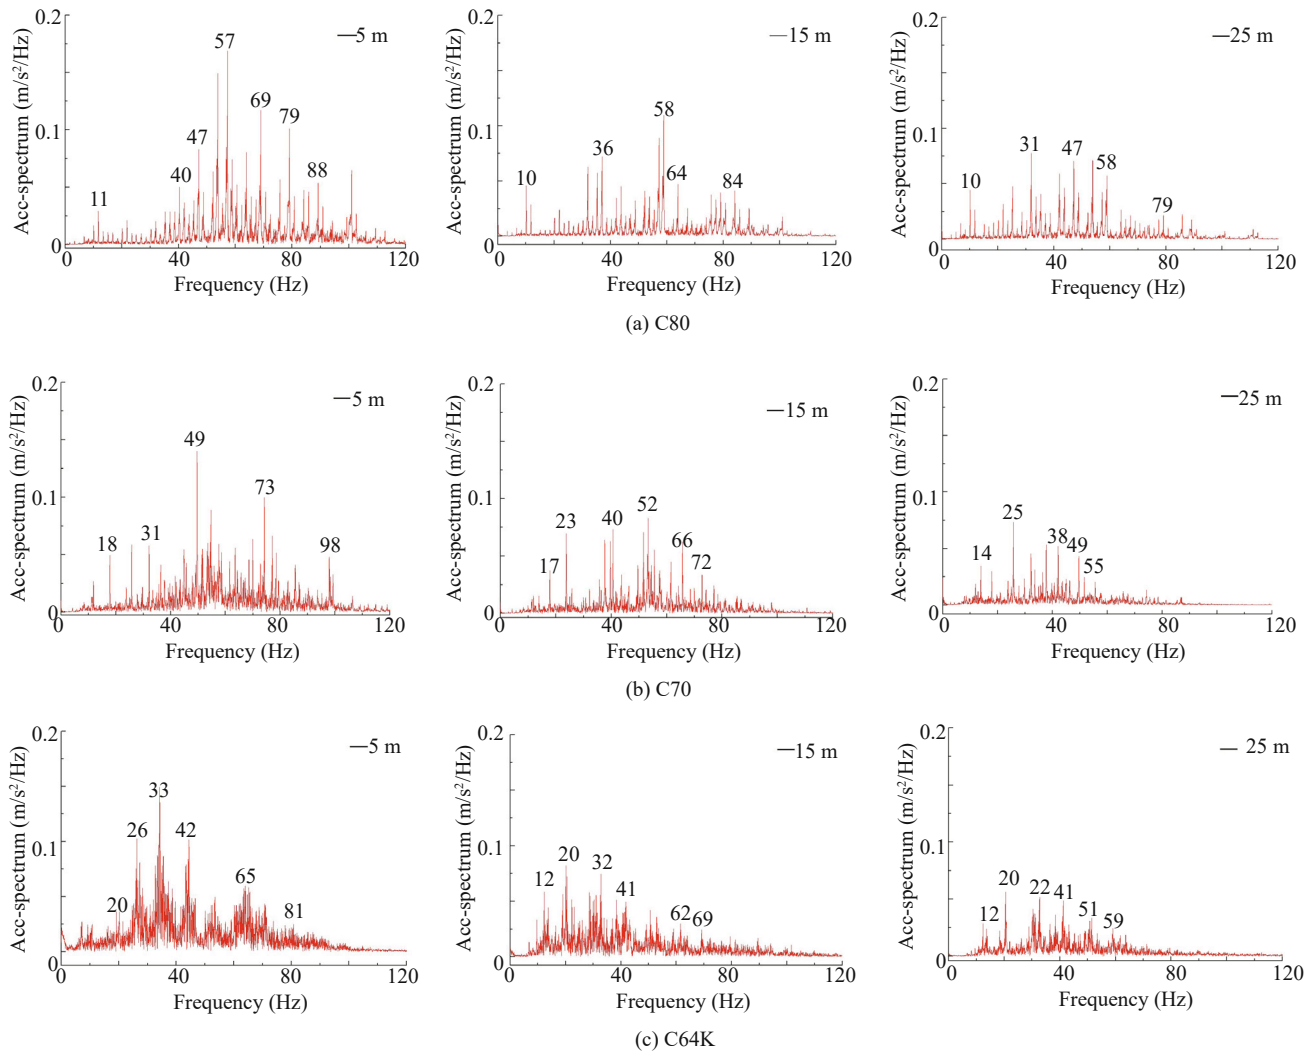 0.2
Acc-spectrum (m/s²/Hz)
0.1
0
—5 m
11
40
47
57
69
79
88
0 40 80 120
Frequency (Hz)
0.2
Acc-spectrum (m/s²/Hz)
0.1
0
—15 m
10
36
58
64
84
0 40 80 120
Frequency (Hz)
0.2
Acc-spectrum (m/s²/Hz)
0.1
0
—25 m
10
31
47
58
79
0 40 80 120
Frequency (Hz)
(a) C80
0.2
Acc-spectrum (m/s²/Hz)
0.1
0
—5 m
18
31
49
73
98
0 40 80 120
Frequency (Hz)
0.2
Acc-spectrum (m/s²/Hz)
0.1
0
—15 m
17
23
40
52
66
72
0 40 80 120
Frequency (Hz)
0.2
Acc-spectrum (m/s²/Hz)
0.1
0
—25 m
14
25
38
49
55
0 40 80 120
Frequency (Hz)
(b) C70
0.2
Acc-spectrum (m/s²/Hz)
0.1
0
—5 m
20
26
33
42
65
81
0 40 80 120
Frequency (Hz)
0.2
Acc-spectrum (m/s²/Hz)
0.1
0
—15 m
12
20
32
41
62
69
0 40 80 120
Frequency (Hz)
0.2
Acc-spectrum (m/s²/Hz)
0.1
0
— 25 m
12
20
22
41
51
59
0 40 80 120
Frequency (Hz)
(c) C64K